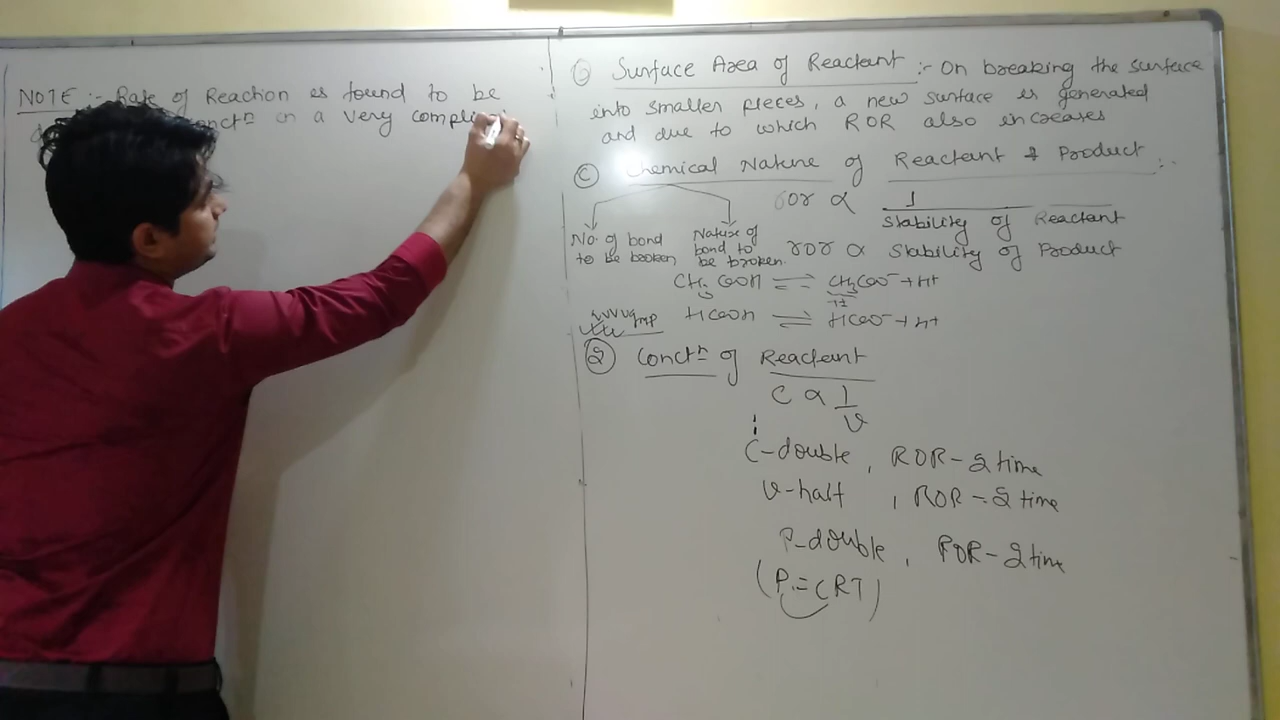 NOTE :- Rate of Reaction is found to be
conctⁿ in a very compli
Surface Area of Reactant :- On breaking the surface
into smaller pieces, a new surface is generated
and due to which ROR also increases
Ⓒ Chemical Nature of Reactant & Product :-
ror ∝ 1
Stability of Reactant
No. of bond
to be broken
Nature of
bond to
be broken.
ror ∝ Stability of Product
CH3COOH ⇌ CH3COO⁻ + H⁺
+I
HCOOH ⇌ HCOO⁻ + H⁺
② Conctⁿ of Reactant
C ∝ 1/V
C-double, ROR-2 time
V-half, ROR-2 time
P-double, ROR-2 time
(P = CRT)